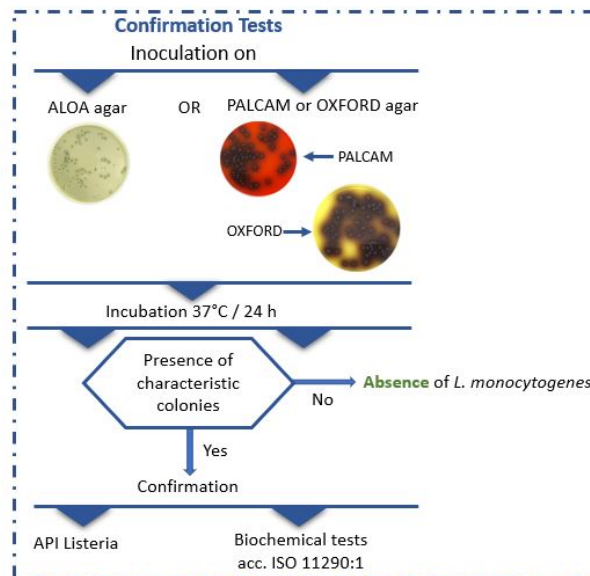 Confirmation Tests
Inoculation on
ALOA agar
OR
PALCAM or OXFORD agar
PALCAM
OXFORD
Incubation 37°C / 24 h
Presence of
characteristic
colonies
No
Absence of L. monocytogenes
Yes
Confirmation
API Listeria
Biochemical tests
acc. ISO 11290:1